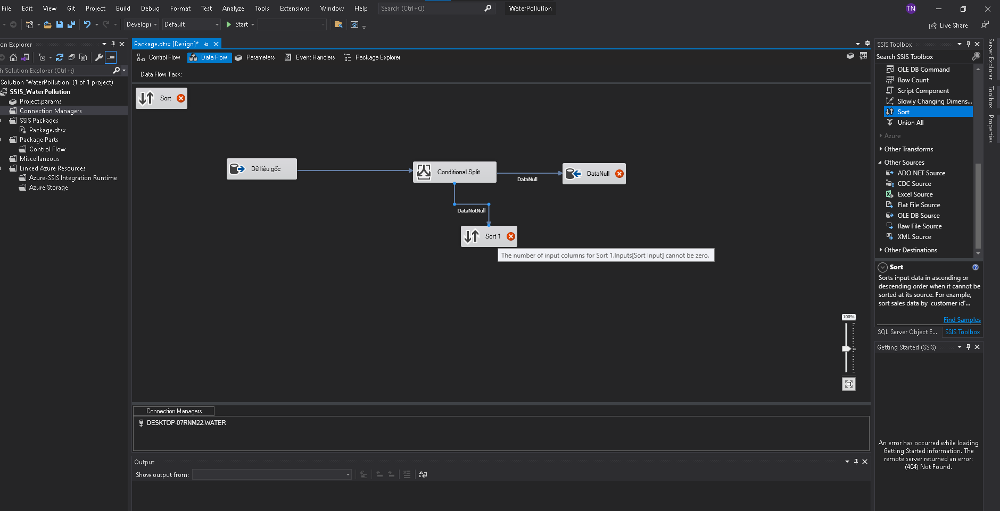 File Edit View Git Project Build Debug Format Test Analyze Tools Extensions Window Help Search (Ctrl+Q) WaterPollution TN
Developi Default Start Live Share
on Explorer
h Solution Explorer (Ctrl+;)
Solution 'WaterPollution' (1 of 1 project)
SSIS_WaterPollution
Project.params
Connection Managers
SSIS Packages
Package.dtsx
Package Parts
Control Flow
Miscellaneous
Linked Azure Resources
Azure-SSIS Integration Runtime
Azure Storage
Package.dtsx [Design]*
Control Flow Data Flow Parameters Event Handlers Package Explorer
Data Flow Task:
Sort
Dữ liệu gốc
Conditional Split
DataNull
DataNull
DataNotNull
Sort 1
The number of input columns for Sort 1.Inputs[Sort Input] cannot be zero.
100%
Connection Managers
DESKTOP-07RNM22.WATER
Output
Show output from:
SSIS Toolbox
Search SSIS Toolbox
OLE DB Command
Row Count
Script Component
Slowly Changing Dimens...
Sort
Union All
Azure
Other Transforms
Other Sources
ADO NET Source
CDC Source
Excel Source
Flat File Source
OLE DB Source
Raw File Source
XML Source
Other Destinations
Sort
Sorts input data in ascending or
descending order when it cannot be
sorted at its source. For example,
sort sales data by 'customer id'...
Find Samples
SQL Server Object E... SSIS Toolbox
Getting Started (SSIS)
An error has occurred while loading
Getting Started information. The
remote server returned an error:
(404) Not Found.
Server Explorer
Toolbox
Properties